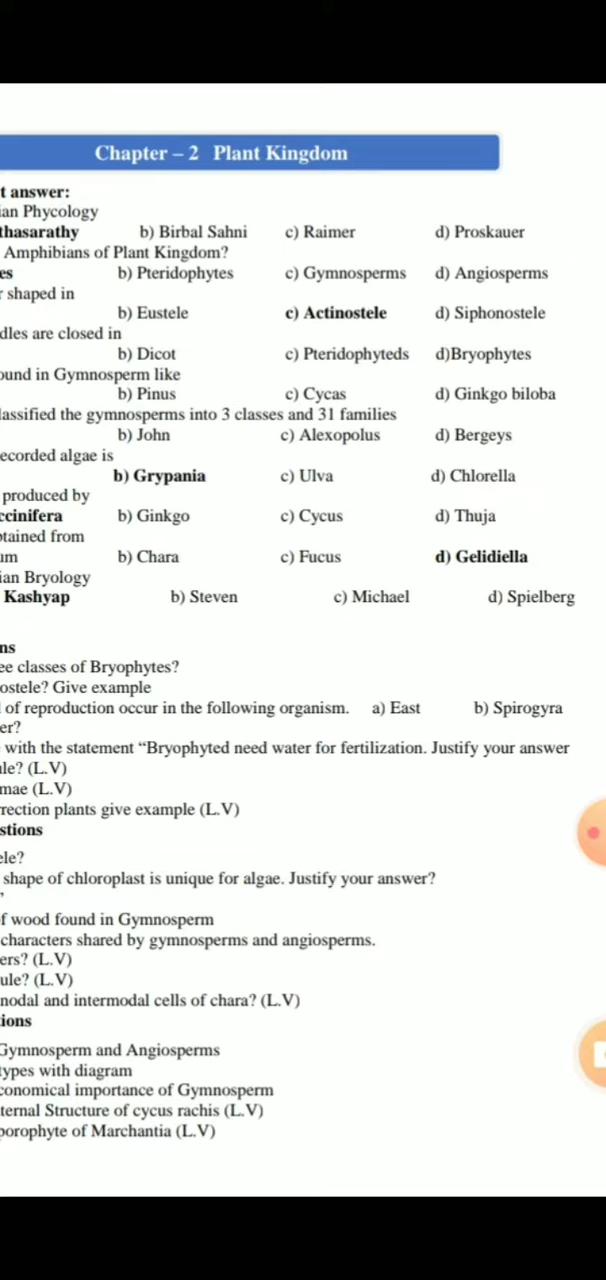 Chapter – 2 Plant Kingdom
t answer:
ian Phycology
thasarathy b) Birbal Sahni c) Raimer d) Proskauer
Amphibians of Plant Kingdom?
es b) Pteridophytes c) Gymnosperms d) Angiosperms
r shaped in
b) Eustele c) Actinostele d) Siphonostele
dles are closed in
b) Dicot c) Pteridophyteds d)Bryophytes
ound in Gymnosperm like
b) Pinus c) Cycas d) Ginkgo biloba
lassified the gymnosperms into 3 classes and 31 families
b) John c) Alexopolus d) Bergeys
ecorded algae is
b) Grypania c) Ulva d) Chlorella
produced by
ccinifera b) Ginkgo c) Cycus d) Thuja
otained from
um b) Chara c) Fucus d) Gelidiella
ian Bryology
Kashyap b) Steven c) Michael d) Spielberg
ns
ee classes of Bryophytes?
ostele? Give example
of reproduction occur in the following organism. a) East b) Spirogyra
er?
with the statement “Bryophyted need water for fertilization. Justify your answer
ule? (L.V)
mae (L.V)
rrection plants give example (L.V)
stions
ele?
shape of chloroplast is unique for algae. Justify your answer?
”
f wood found in Gymnosperm
characters shared by gymnosperms and angiosperms.
ers? (L.V)
ule? (L.V)
nodal and intermodal cells of chara? (L.V)
tions
Gymnosperm and Angiosperms
types with diagram
conomical importance of Gymnosperm
ternal Structure of cycus rachis (L.V)
porophyte of Marchantia (L.V)